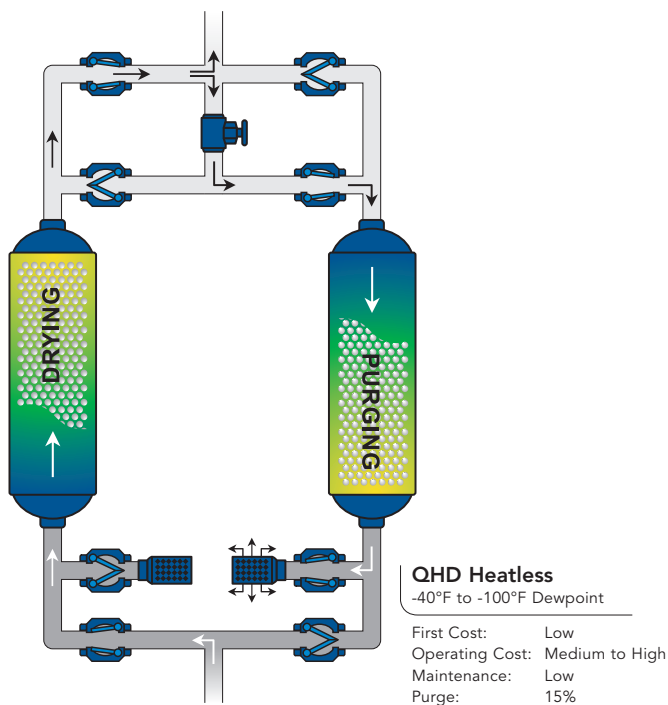 DRYING
PURGING
QHD Heatless
-40°F to -100°F Dewpoint
First Cost: Low
Operating Cost: Medium to High
Maintenance: Low
Purge: 15%